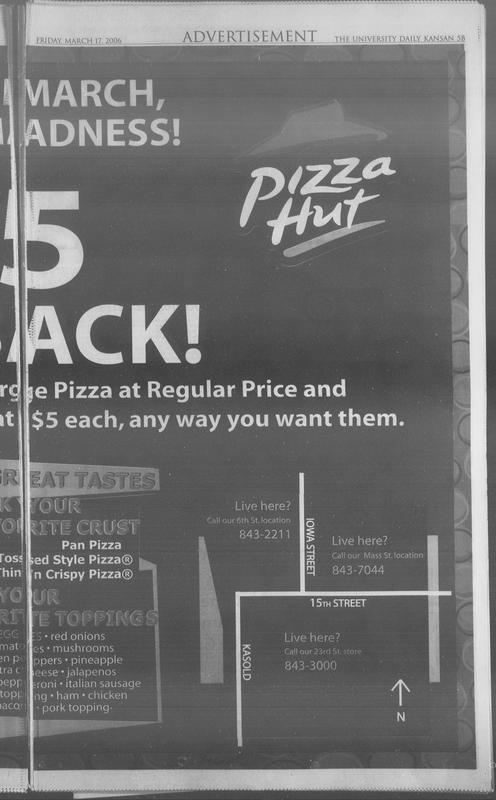 FRIDAY, MARCH 17, 2006
ADVERTISEMENT
THE UNIVERSITY DAILY KANSAN 5B
MARCH,
ADNESS!
Pizza
Hut
5
ACK!
Pizza at Regular Price and
at $5 each, any way you want them.
GREAT TASTES
YOUR
CRUST
Pan Pizza
Tossed Style Pizza®
Thin 'n Crispy Pizza®
YOUR
TOPPINGS
• red onions
• mushrooms
• pineapple
• jalapenos
• italian sausage
• ham • chicken
• pork topping
Live here?
Call our 6th St. location
843-2211
IOWA STREET
Live here?
Call our Mass St. location
843-7044
15TH STREET
KASOLD
Live here?
Call our 23rd St. store
843-3000
N